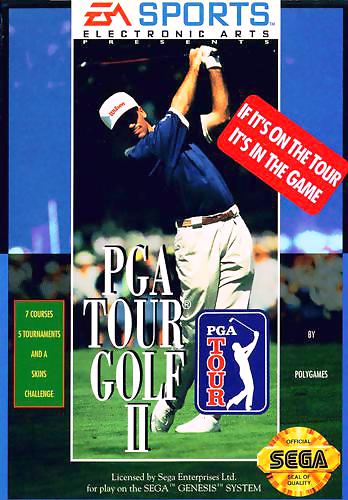 EA SPORTS™
ELECTRONIC ARTS
PRESENTS
Wilson
IF IT'S ON THE TOUR
IT'S IN THE GAME
PGA
TOUR®
GOLF
II
PGA
TOUR
7 COURSES
5 TOURNAMENTS
AND A
SKINS
CHALLENGE
BY
POLYGAMES
Licensed by Sega Enterprises Ltd.
for play on the SEGA™ GENESIS™ SYSTEM
OFFICIAL
SEGA
SEAL OF
QUALITY